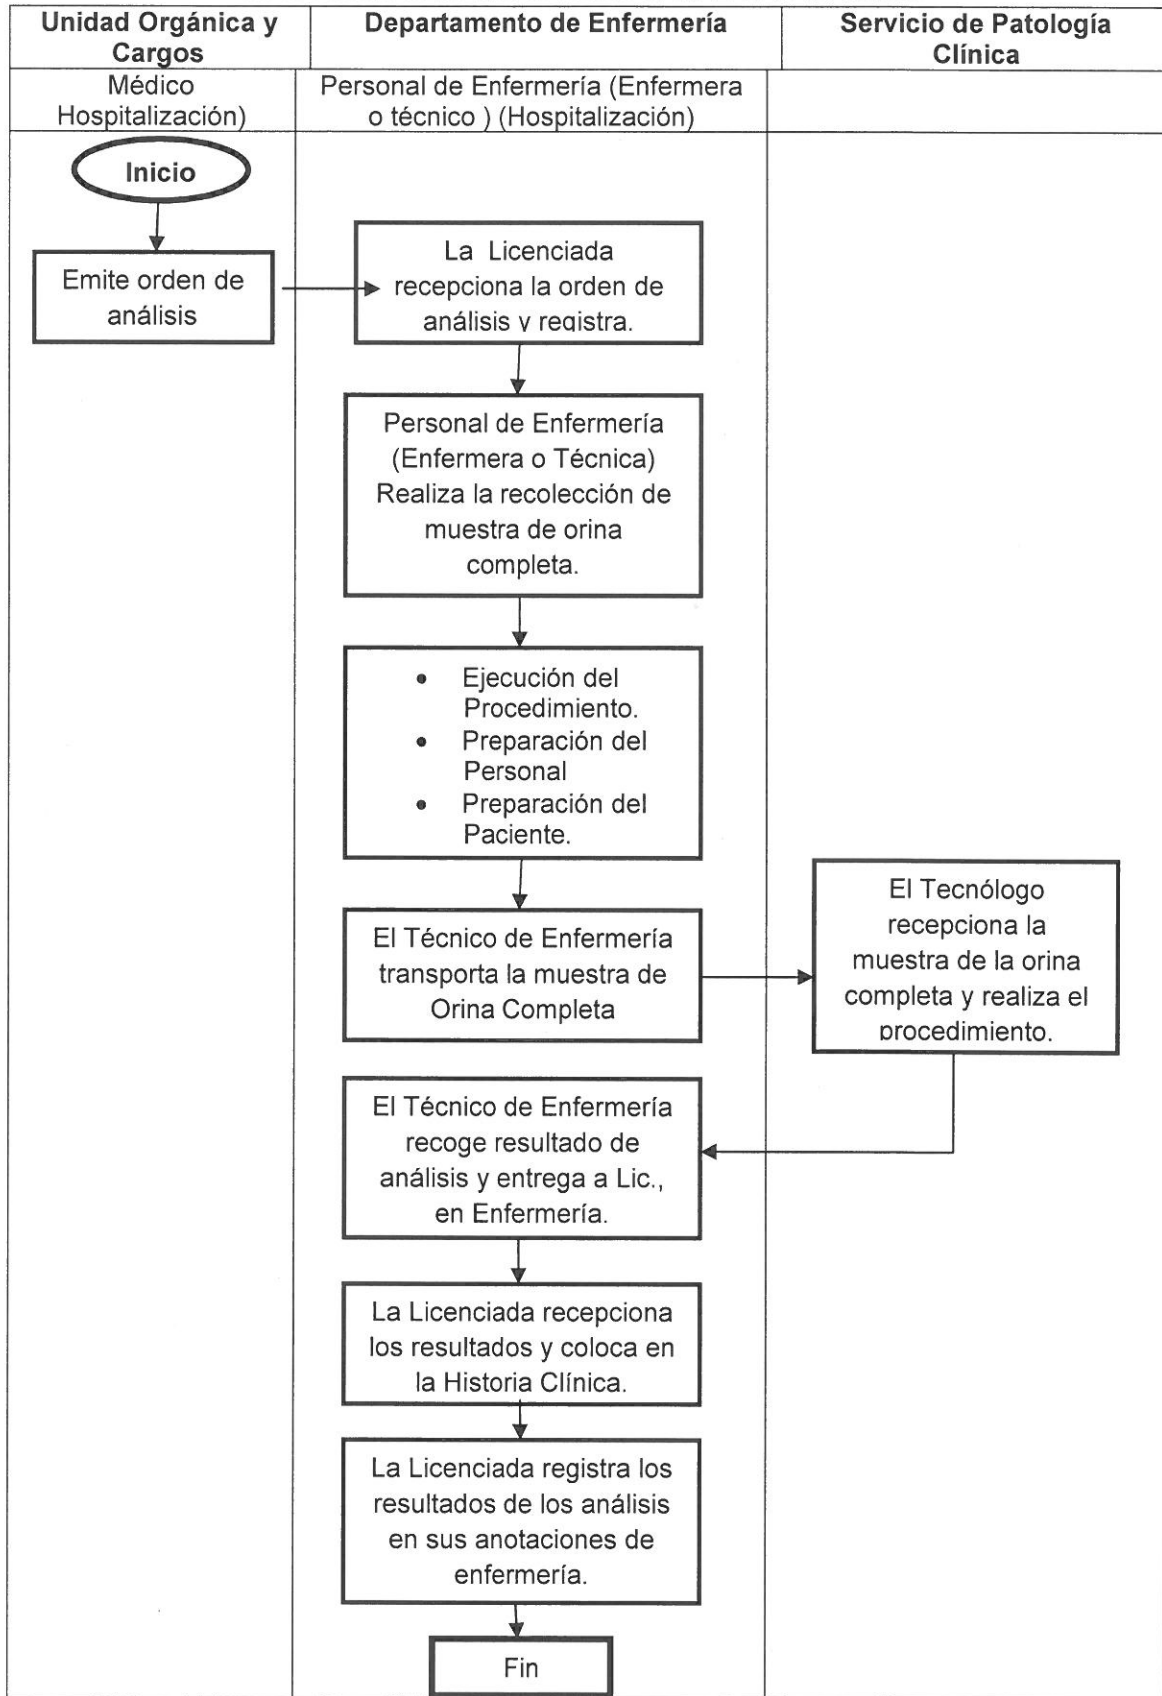 Unidad Orgánica y
Cargos
Departamento de Enfermería
Servicio de Patología
Clínica
Médico
Hospitalización)
Personal de Enfermería (Enfermera
o técnico ) (Hospitalización)
Inicio
Emite orden de
análisis
La Licenciada
recepciona la orden de
análisis y registra.
Personal de Enfermería
(Enfermera o Técnica)
Realiza la recolección de
muestra de orina
completa.
• Ejecución del
Procedimiento.
• Preparación del
Personal
• Preparación del
Paciente.
El Técnico de Enfermería
transporta la muestra de
Orina Completa
El Tecnólogo
recepciona la
muestra de la orina
completa y realiza el
procedimiento.
El Técnico de Enfermería
recoge resultado de
análisis y entrega a Lic.,
en Enfermería.
La Licenciada recepciona
los resultados y coloca en
la Historia Clínica.
La Licenciada registra los
resultados de los análisis
en sus anotaciones de
enfermería.
Fin